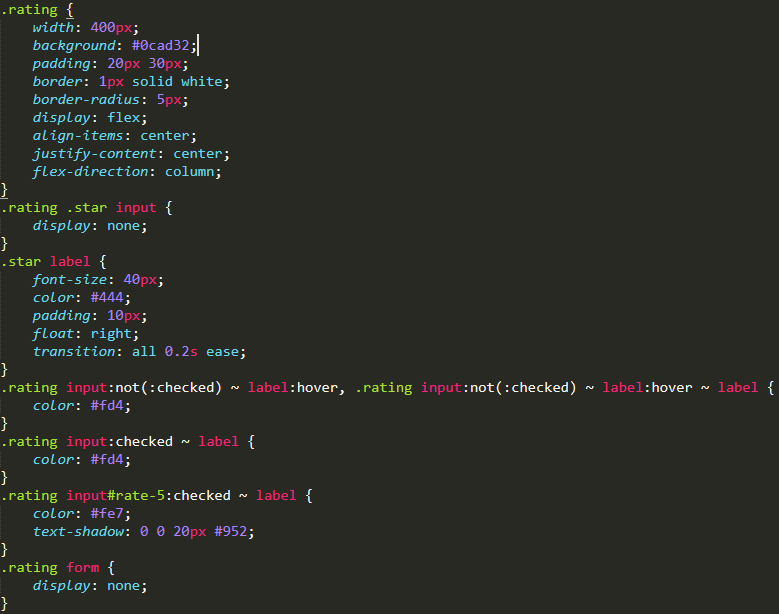 .rating {
    width: 400px;
    background: #0cad32;
    padding: 20px 30px;
    border: 1px solid white;
    border-radius: 5px;
    display: flex;
    align-items: center;
    justify-content: center;
    flex-direction: column;
}
.rating .star input {
    display: none;
}
.star label {
    font-size: 40px;
    color: #444;
    padding: 10px;
    float: right;
    transition: all 0.2s ease;
}
.rating input:not(:checked) ~ label:hover, .rating input:not(:checked) ~ label:hover ~ label {
    color: #fd4;
}
.rating input:checked ~ label {
    color: #fd4;
}
.rating input#rate-5:checked ~ label {
    color: #fe7;
    text-shadow: 0 0 20px #952;
}
.rating form {
    display: none;
}